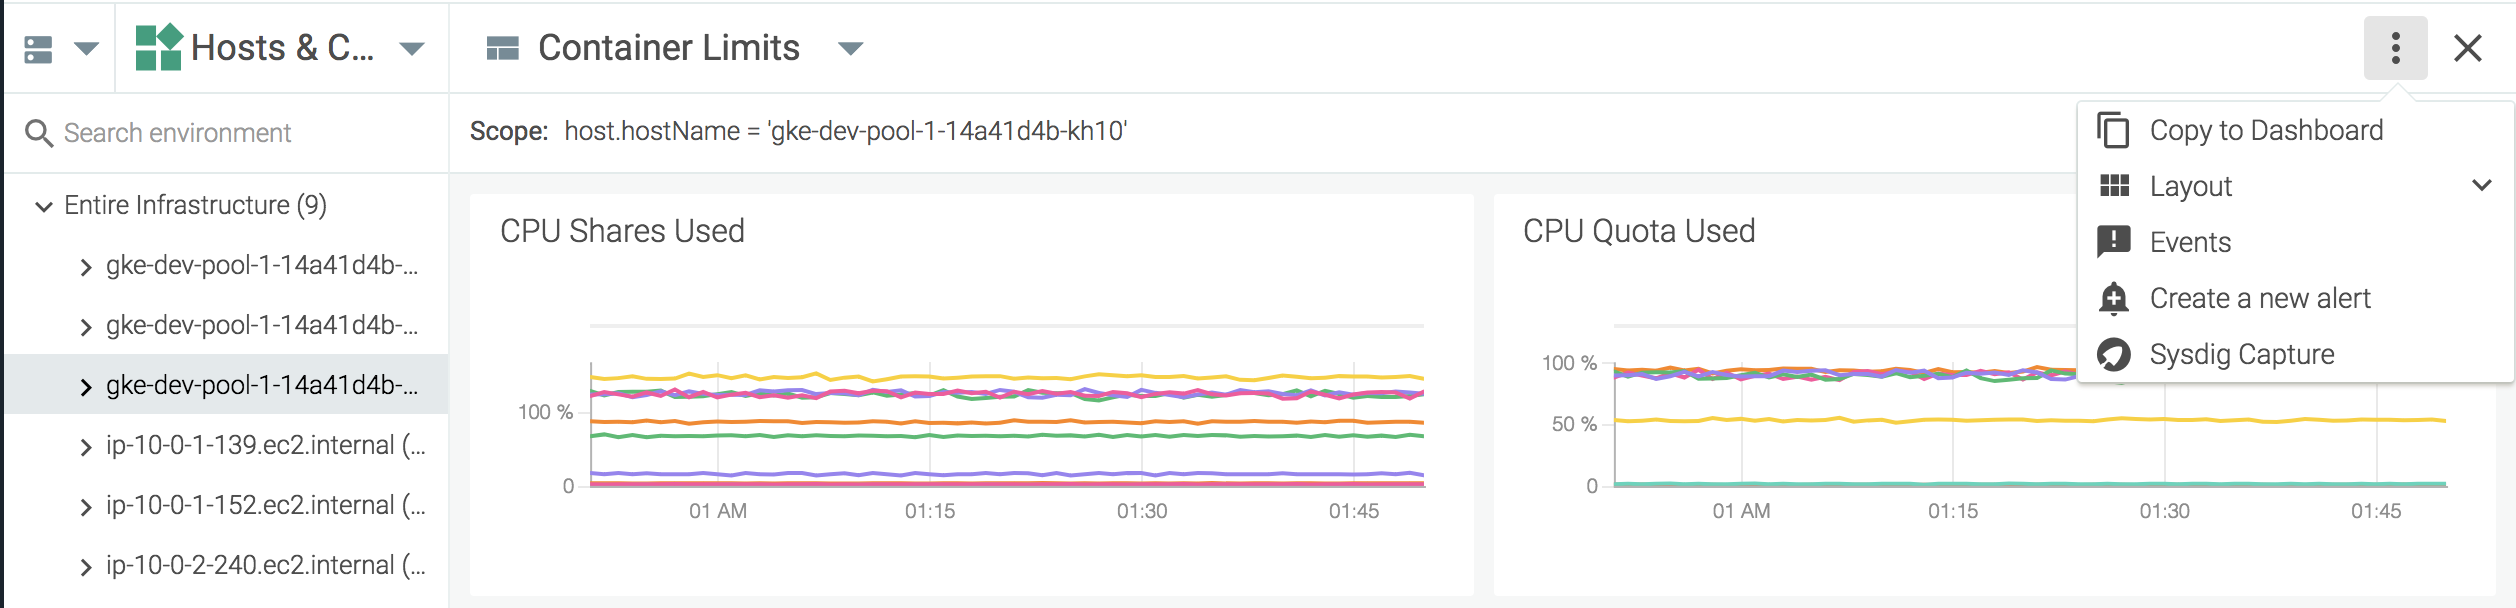 Hosts & C...
Container Limits
Search environment
Scope: host.hostName = 'gke-dev-pool-1-14a41d4b-kh10'
Copy to Dashboard
Layout
Events
Create a new alert
Sysdig Capture
Entire Infrastructure (9)
gke-dev-pool-1-14a41d4b-...
gke-dev-pool-1-14a41d4b-...
gke-dev-pool-1-14a41d4b-...
ip-10-0-1-139.ec2.internal (...
ip-10-0-1-152.ec2.internal (...
ip-10-0-2-240.ec2.internal (...
CPU Shares Used
100 %
0
01 AM 01:15 01:30 01:45
CPU Quota Used
100 %
50 %
0
01 AM 01:15 01:30 01:45